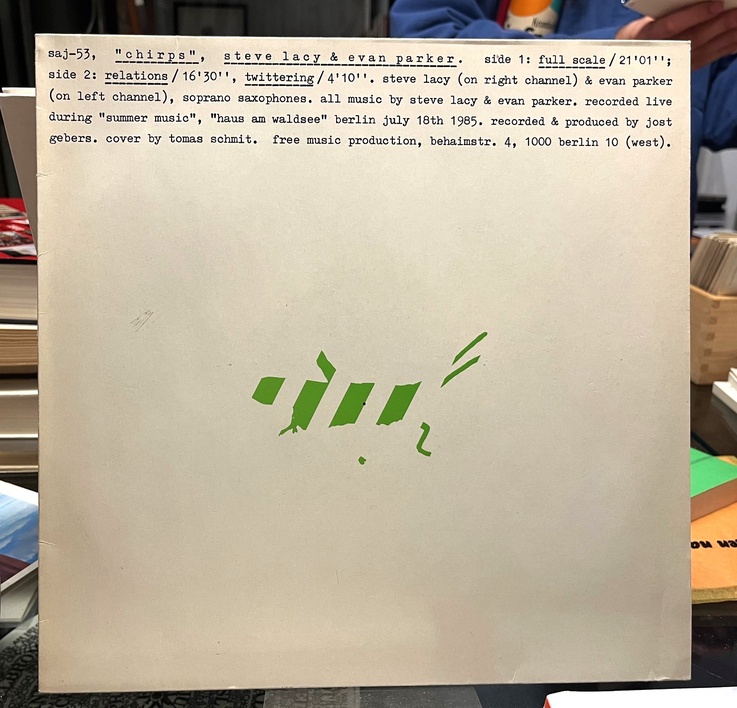 saj-53, "chirps", steve lacy & evan parker. side 1: full scale/21'01'';
side 2: relations/16'30'', twittering/4'10''. steve lacy (on right channel) & evan parker
(on left channel), soprano saxophones. all music by steve lacy & evan parker. recorded live
during "summer music", "haus am waldsee" berlin july 18th 1985. recorded & produced by jost
gebers. cover by tomas schmit. free music production, behaimstr. 4, 1000 berlin 10 (west).